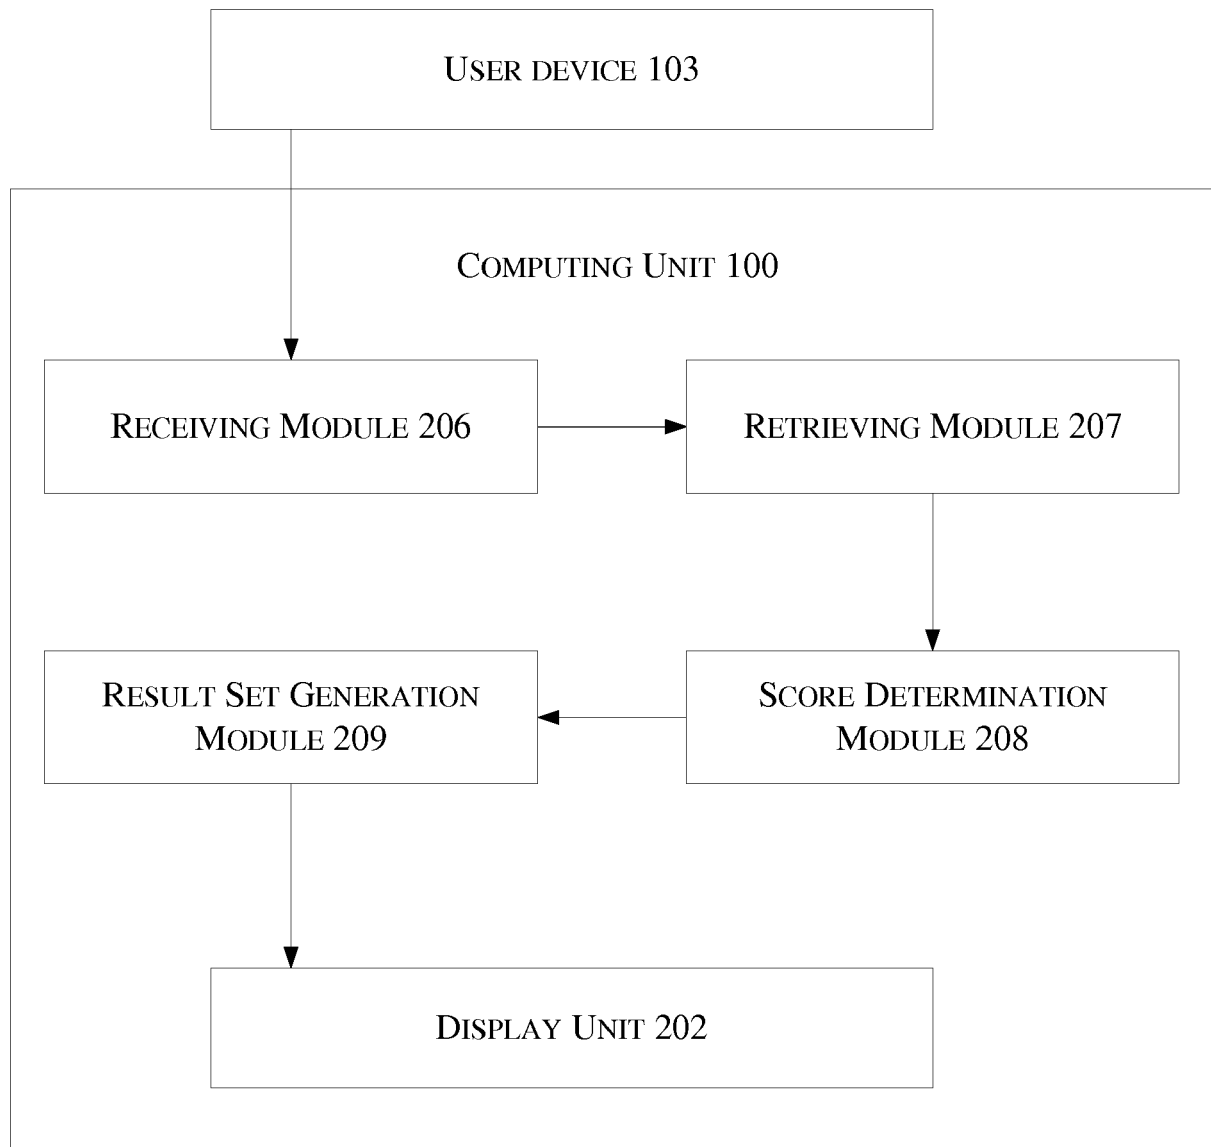 USER DEVICE 103
COMPUTING UNIT 100
RECEIVING MODULE 206
RETRIEVING MODULE 207
RESULT SET GENERATION
MODULE 209
SCORE DETERMINATION
MODULE 208
DISPLAY UNIT 202